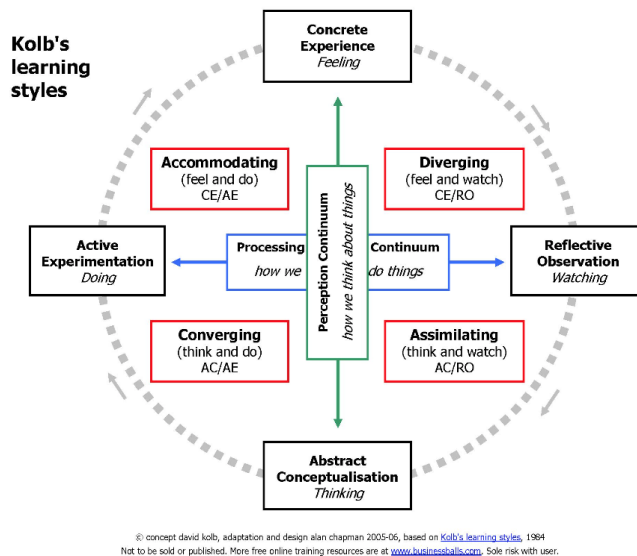 Kolb's
learning
styles
Concrete
Experience
Feeling
Accommodating
(feel and do)
CE/AE
Diverging
(feel and watch)
CE/RO
Perception Continuum
how we think about things
Active
Experimentation
Doing
Processing Continuum
how we do things
Reflective
Observation
Watching
Converging
(think and do)
AC/AE
Assimilating
(think and watch)
AC/RO
Abstract
Conceptualisation
Thinking
© concept david kolb, adaptation and design alan chapman 2005-06, based on Kolb's learning styles, 1984
Not to be sold or published. More free online training resources are at www.businessballs.com. Sole risk with user.